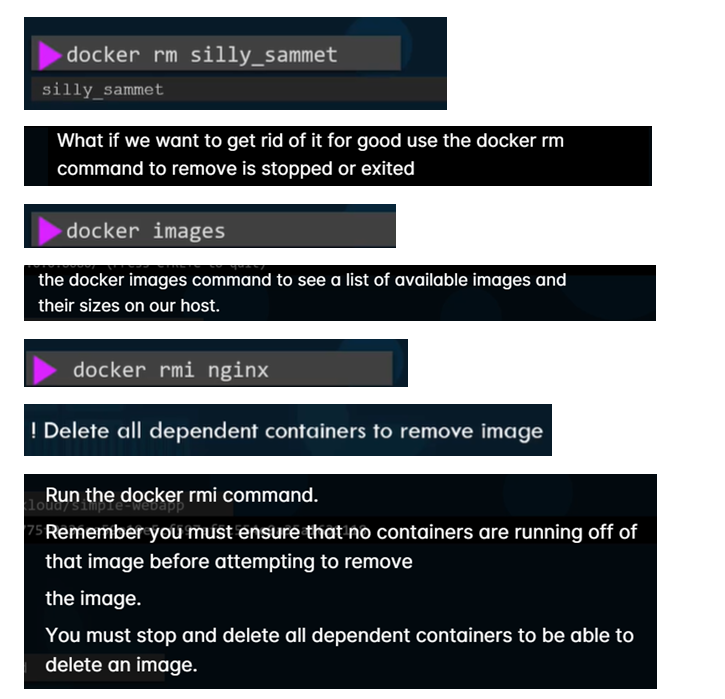 docker rm silly_sammet
silly_sammet
What if we want to get rid of it for good use the docker rm
command to remove is stopped or exited
docker images
the docker images command to see a list of available images and
their sizes on our host.
docker rmi nginx
! Delete all dependent containers to remove image
Run the docker rmi command.
Remember you must ensure that no containers are running off of
that image before attempting to remove
the image.
You must stop and delete all dependent containers to be able to
delete an image.